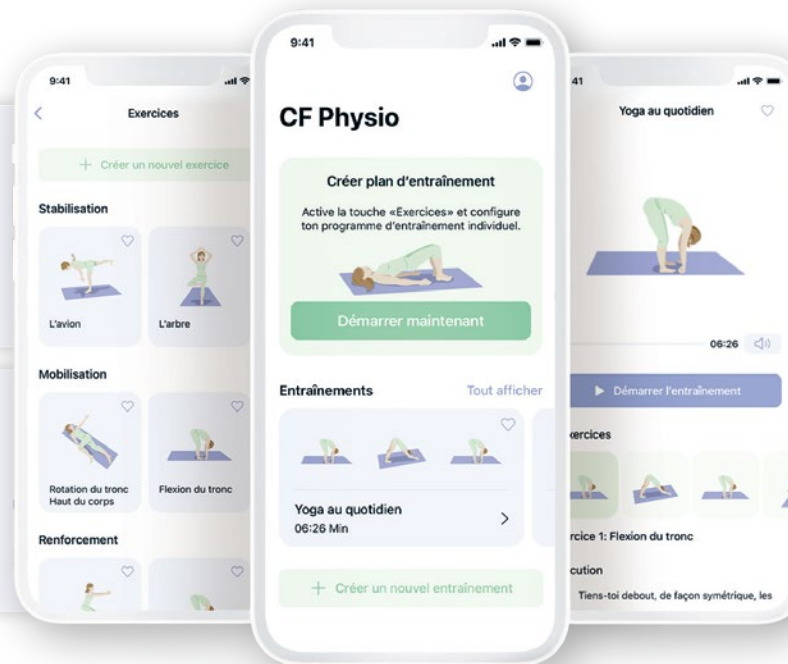 9:41
Exercices
+ Créer un nouvel exercice
Stabilisation
L'avion
L'arbre
Mobilisation
Rotation du tronc
Haut du corps
Flexion du tronc
Renforcement
9:41
CF Physio
Créer plan d'entraînement
Active la touche «Exercices» et configure
ton programme d'entraînement individuel.
Démarrer maintenant
Entraînements
Tout afficher
Yoga au quotidien
06:26 Min
+ Créer un nouvel entraînement
41
Yoga au quotidien
06:26
Démarrer l'entraînement
xercices
rcice 1: Flexion du tronc
cution
Tiens-toi debout, de façon symétrique, les